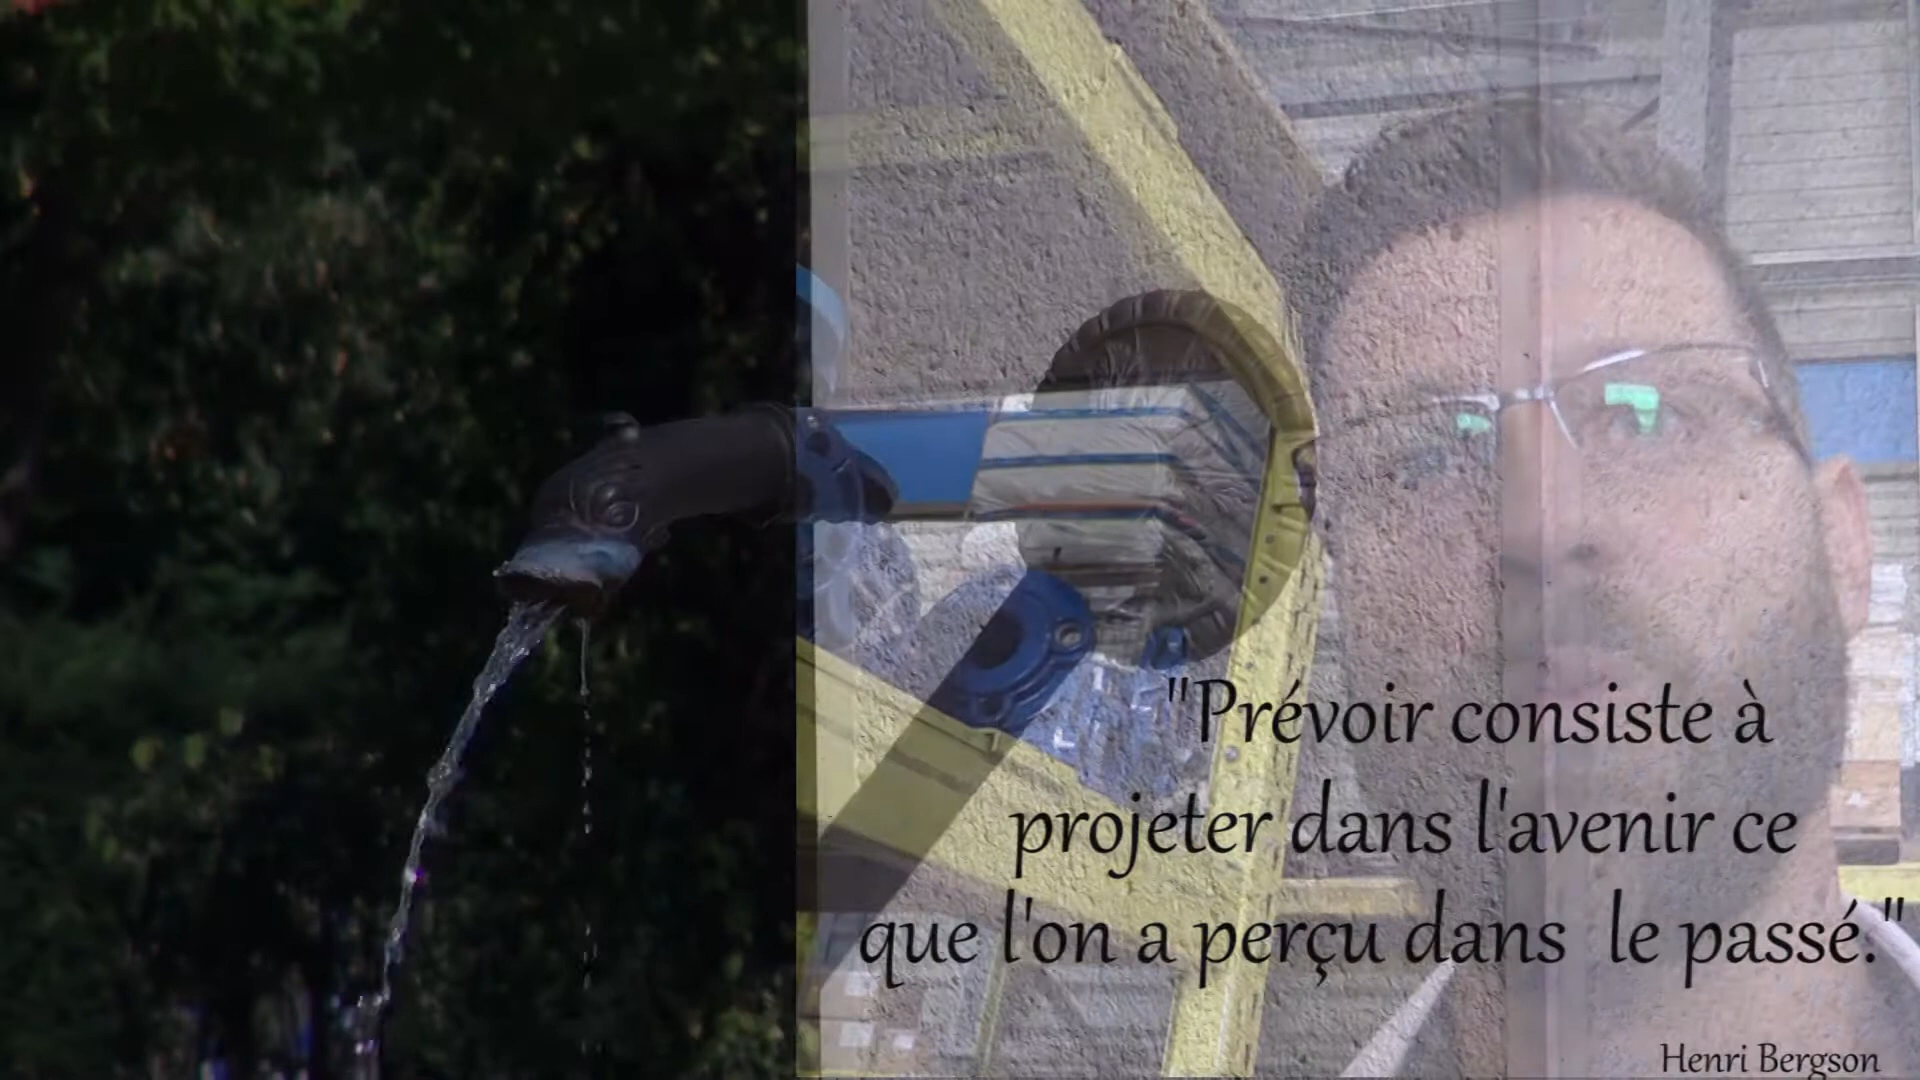 "Prévoir consiste à
projeter dans l'avenir ce
que l'on a perçu dans le passé."
Henri Bergson